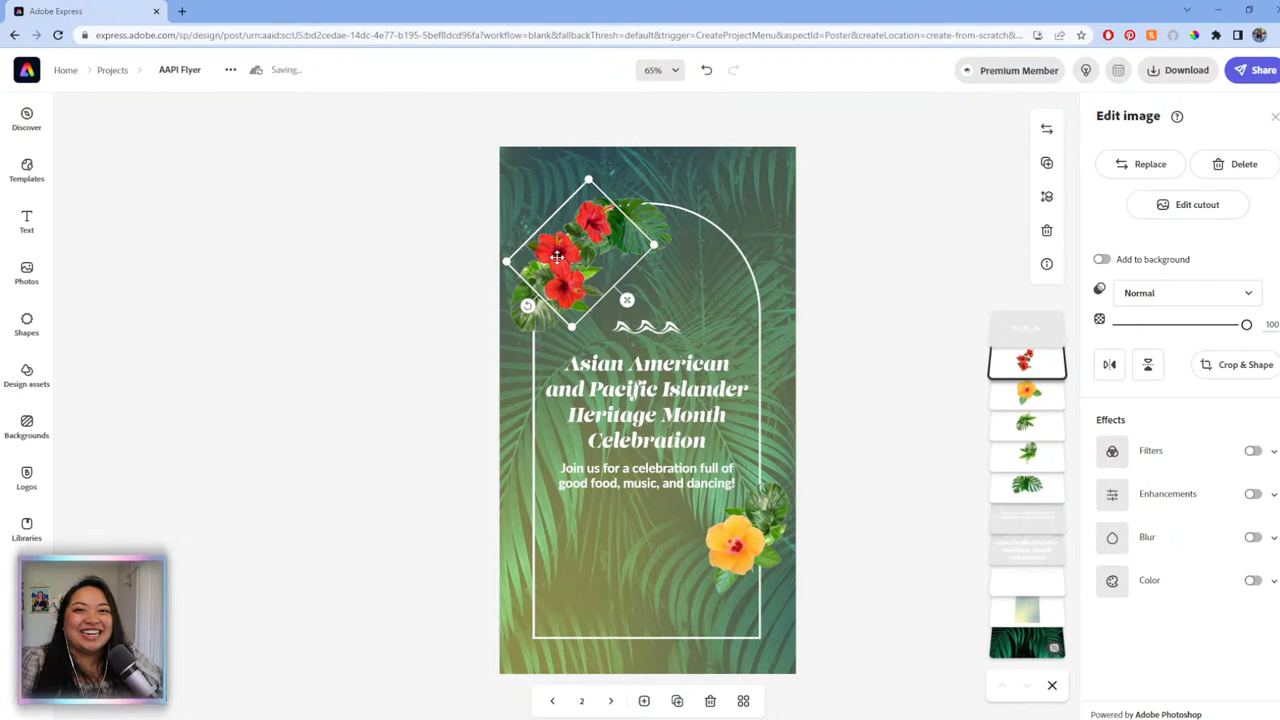 Adobe Express
express.adobe.com/sp/design/post/urn:aaid:sc:US:bd2cedae-14dc-4e77-b195-5bef8dcd96fa?workflow=blank&fallbackThresh=default&trigger=CreateProjectMenu&aspectId=Poster&createLocation=create-from-scratch&...
Home
Projects
AAPI Flyer
Saving...
65%
Premium Member
Download
Share
Discover
Templates
Text
Photos
Shapes
Design assets
Backgrounds
Logos
Libraries
Asian American
and Pacific Islander
Heritage Month
Celebration
Join us for a celebration full of
good food, music, and dancing!
2
Edit image
Replace
Delete
Edit cutout
Add to background
Normal
100
Crop & Shape
Effects
Filters
Enhancements
Blur
Color
Powered by Adobe Photoshop